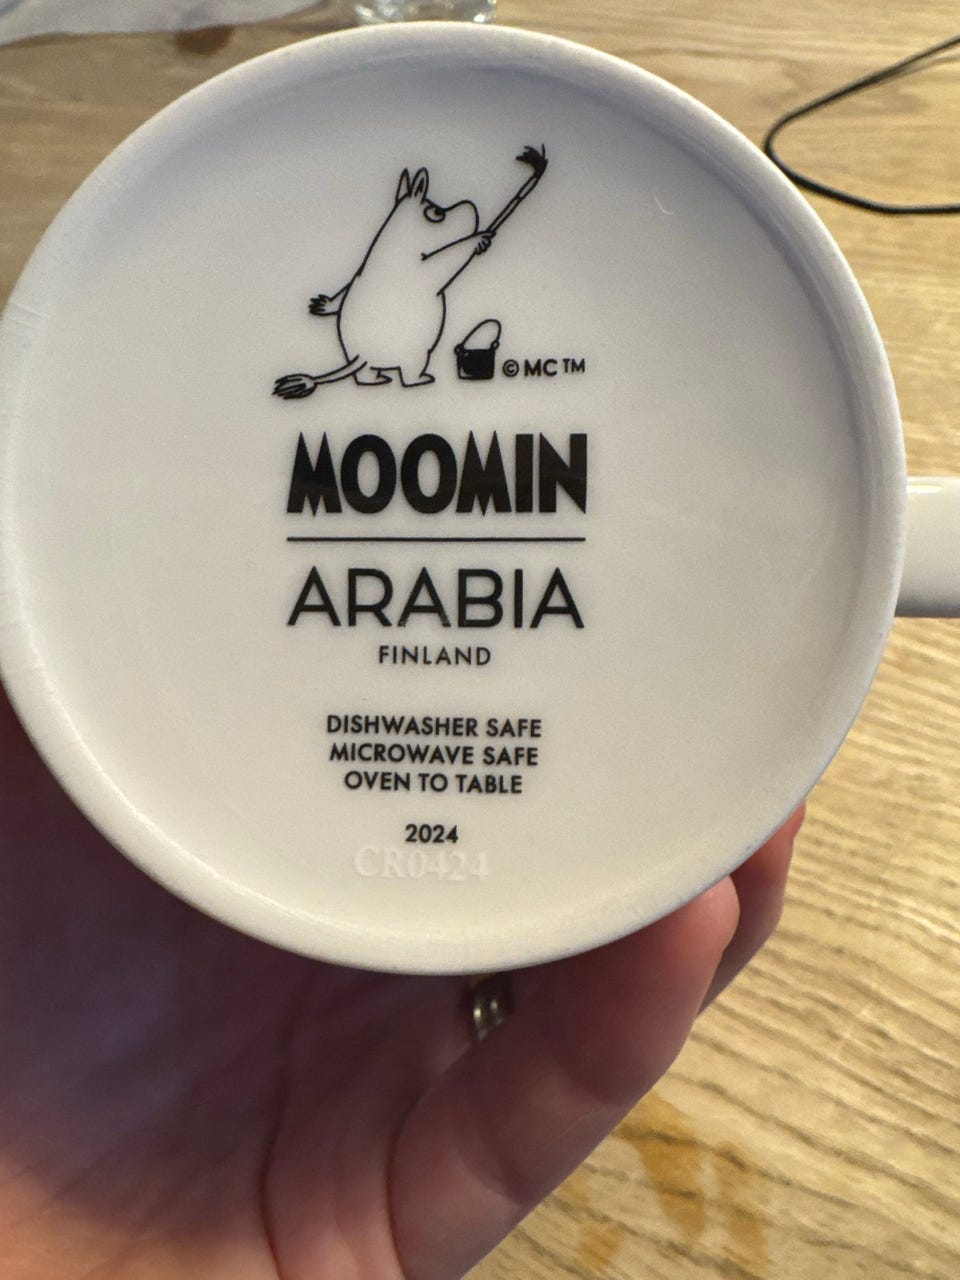 ©MC™
MOOMIN
ARABIA
FINLAND
DISHWASHER SAFE
MICROWAVE SAFE
OVEN TO TABLE
2024
CR0424